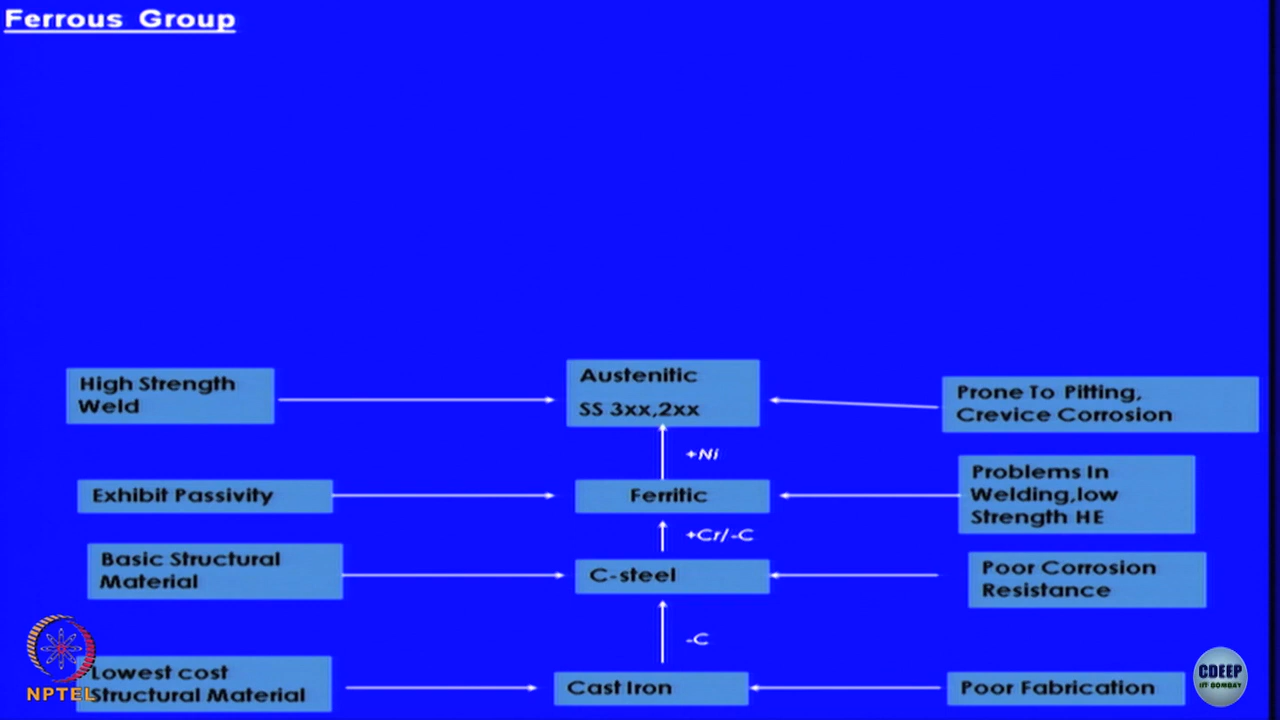 Ferrous Group
High Strength
Weld
Austenitic
SS 3xx,2xx
Prone To Pitting,
Crevice Corrosion
+Ni
Exhibit Passivity
Ferritic
Problems In
Welding,low
Strength HE
+Cr/-C
Basic Structural
Material
C-steel
Poor Corrosion
Resistance
-C
Lowest cost
Structural Material
Cast Iron
Poor Fabrication
NPTEL
CDEEP
IIT BOMBAY